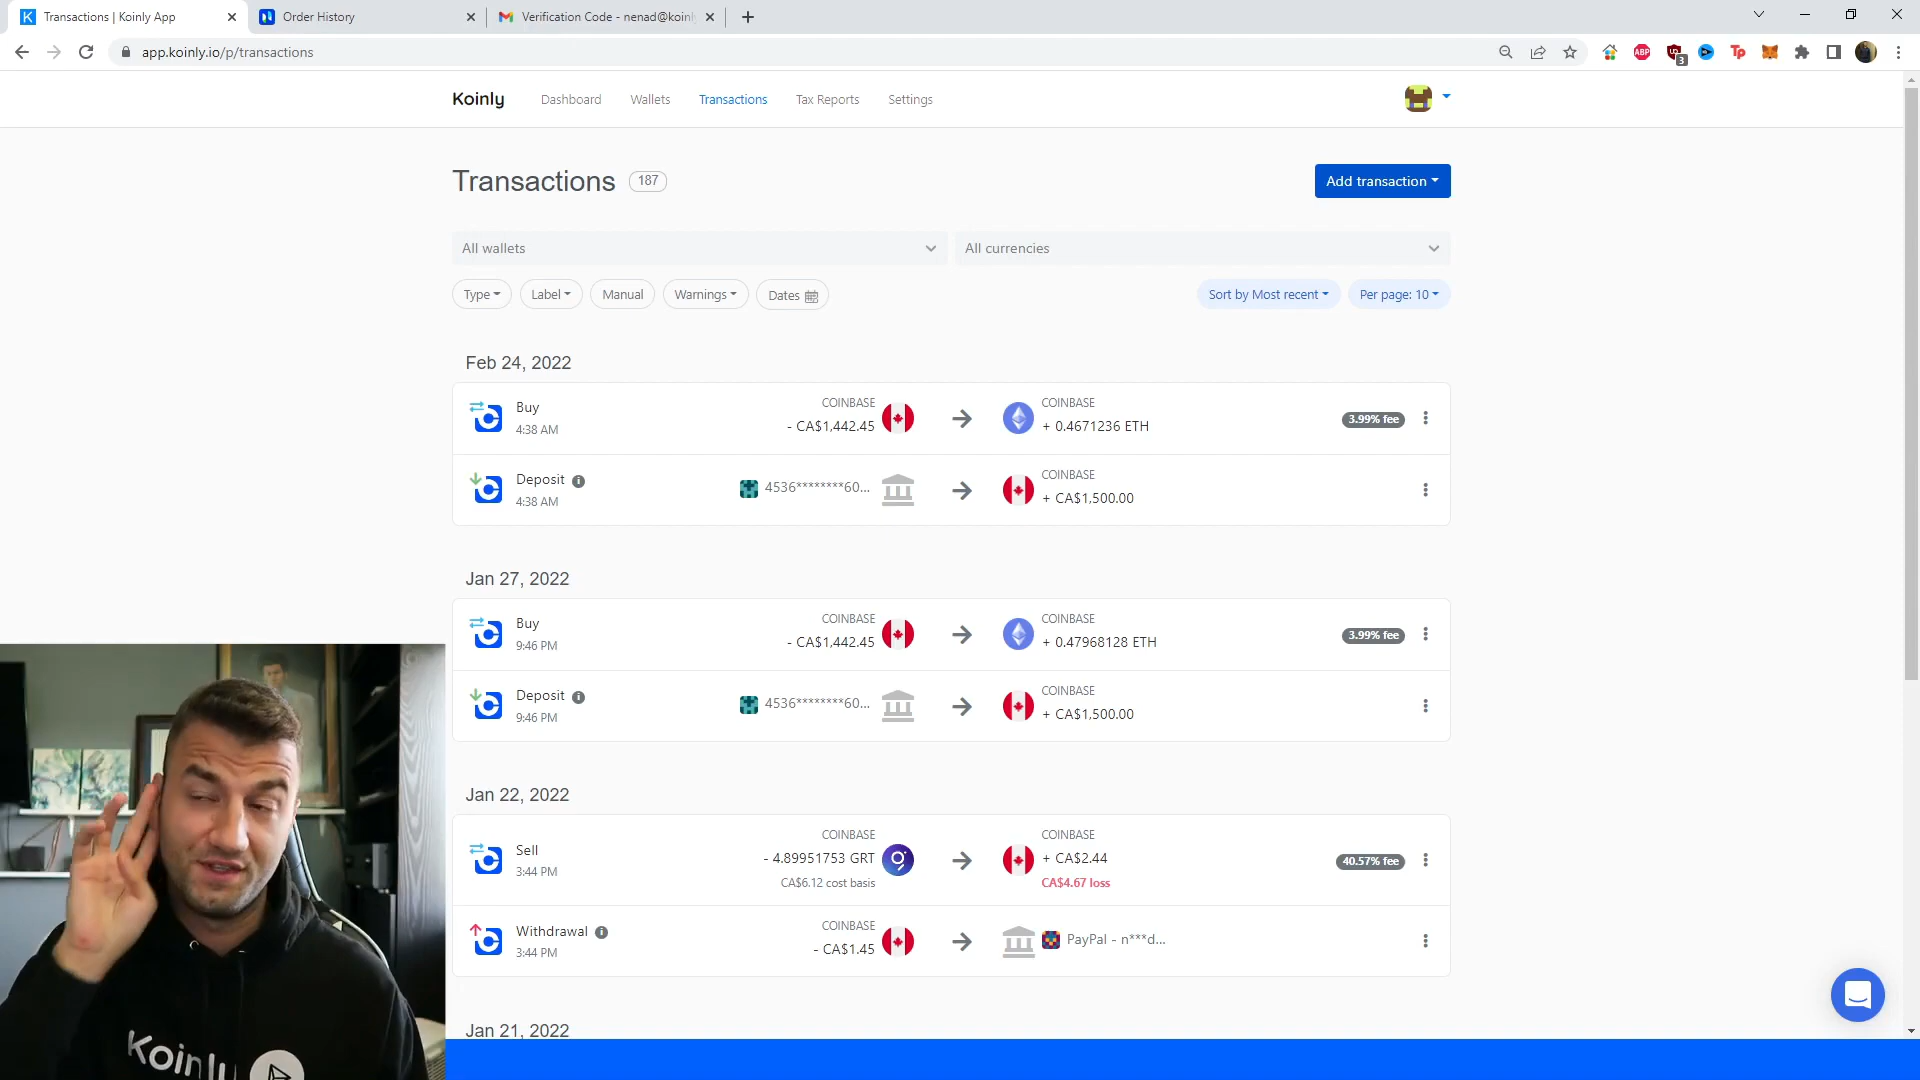 Transactions | Koinly App
Order History
Verification Code - nenad@koinl
app.koinly.io/p/transactions
ABP
3
Tp
Koinly
Dashboard
Wallets
Transactions
Tax Reports
Settings
Transactions 187
Add transaction
All wallets
All currencies
Type
Label
Manual
Warnings
Dates
Sort by Most recent
Per page: 10
Feb 24, 2022
Buy
4:38 AM
COINBASE
- CA$1,442.45
COINBASE
+ 0.4671236 ETH
3.99% fee
Deposit
4:38 AM
4536********60...
COINBASE
+ CA$1,500.00
Jan 27, 2022
Buy
9:46 PM
COINBASE
- CA$1,442.45
COINBASE
+ 0.47968128 ETH
3.99% fee
Deposit
9:46 PM
4536********60...
COINBASE
+ CA$1,500.00
Jan 22, 2022
Sell
3:44 PM
COINBASE
- 4.89951753 GRT
CA$6.12 cost basis
COINBASE
+ CA$2.44
CA$4.67 loss
40.57% fee
Withdrawal
3:44 PM
COINBASE
- CA$1.45
PayPal - n***d...
Jan 21, 2022
Koinly